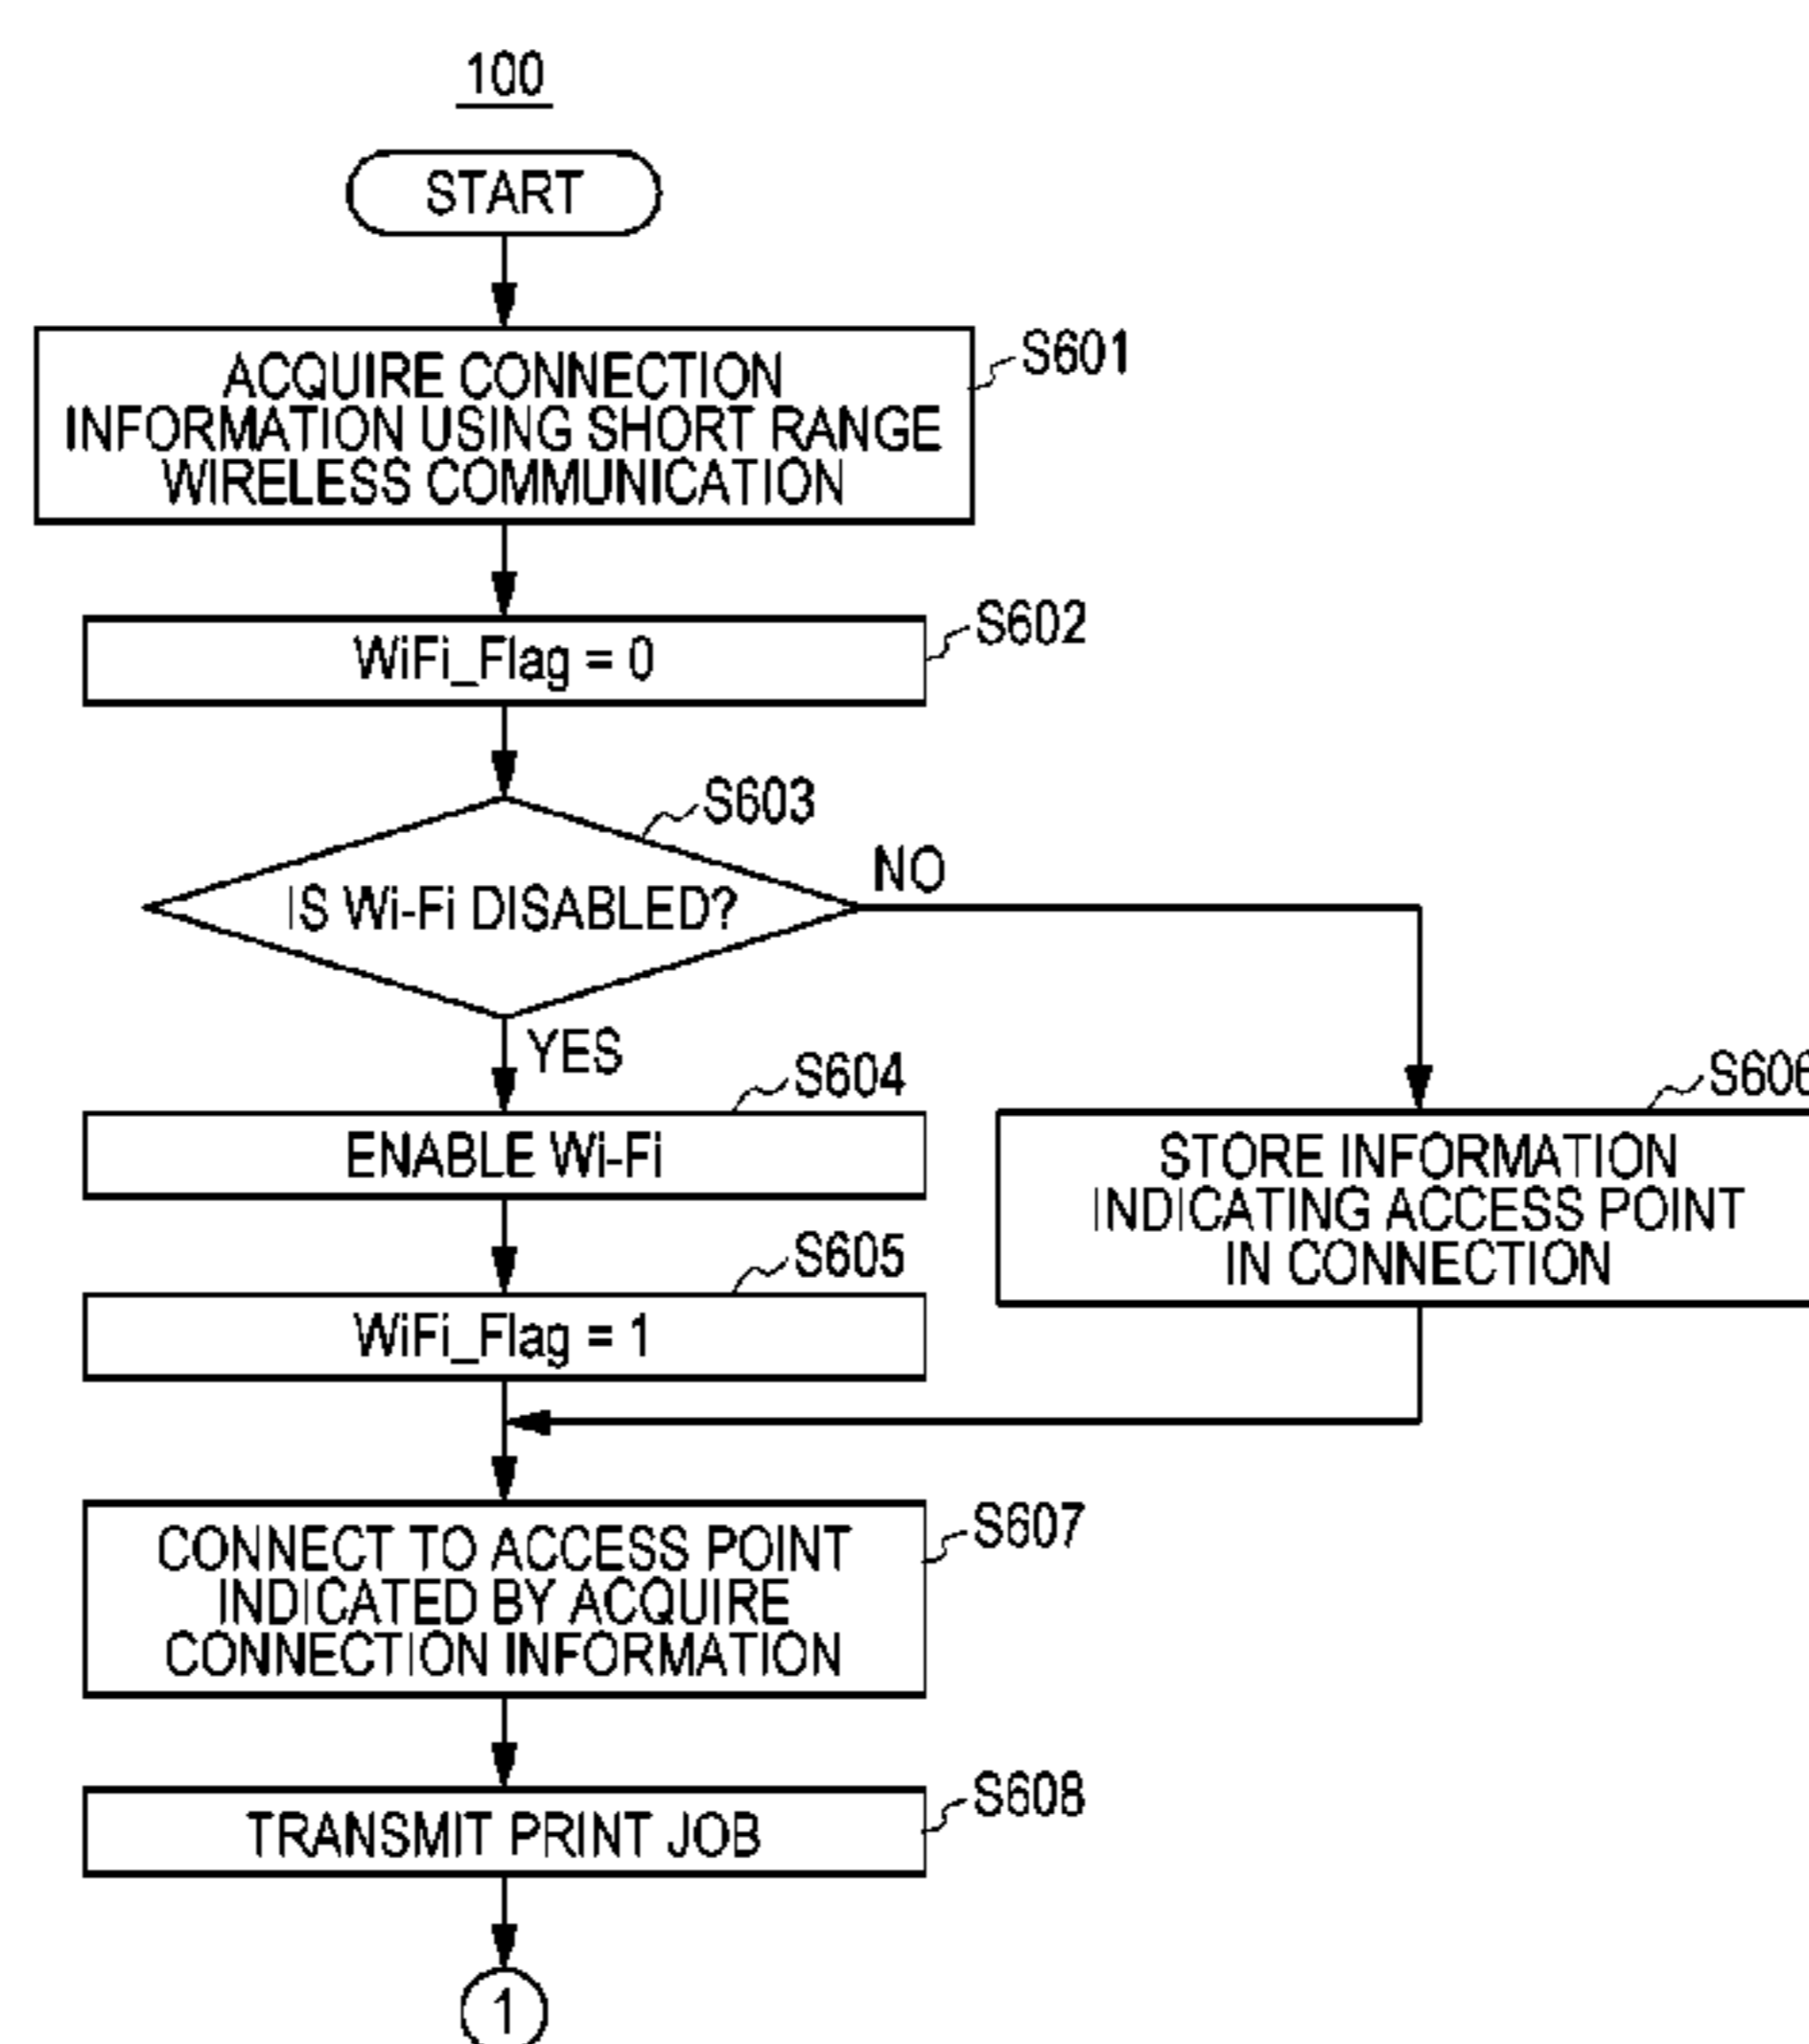 100
START
ACQUIRE CONNECTION
INFORMATION USING SHORT RANGE
WIRELESS COMMUNICATION
S601
WiFi_Flag = 0
S602
S603
IS Wi-Fi DISABLED?
NO
YES
S604
ENABLE Wi-Fi
S605
WiFi_Flag = 1
S606
STORE INFORMATION
INDICATING ACCESS POINT
IN CONNECTION
CONNECT TO ACCESS POINT
INDICATED BY ACQUIRE
CONNECTION INFORMATION
S607
TRANSMIT PRINT JOB
S608
1